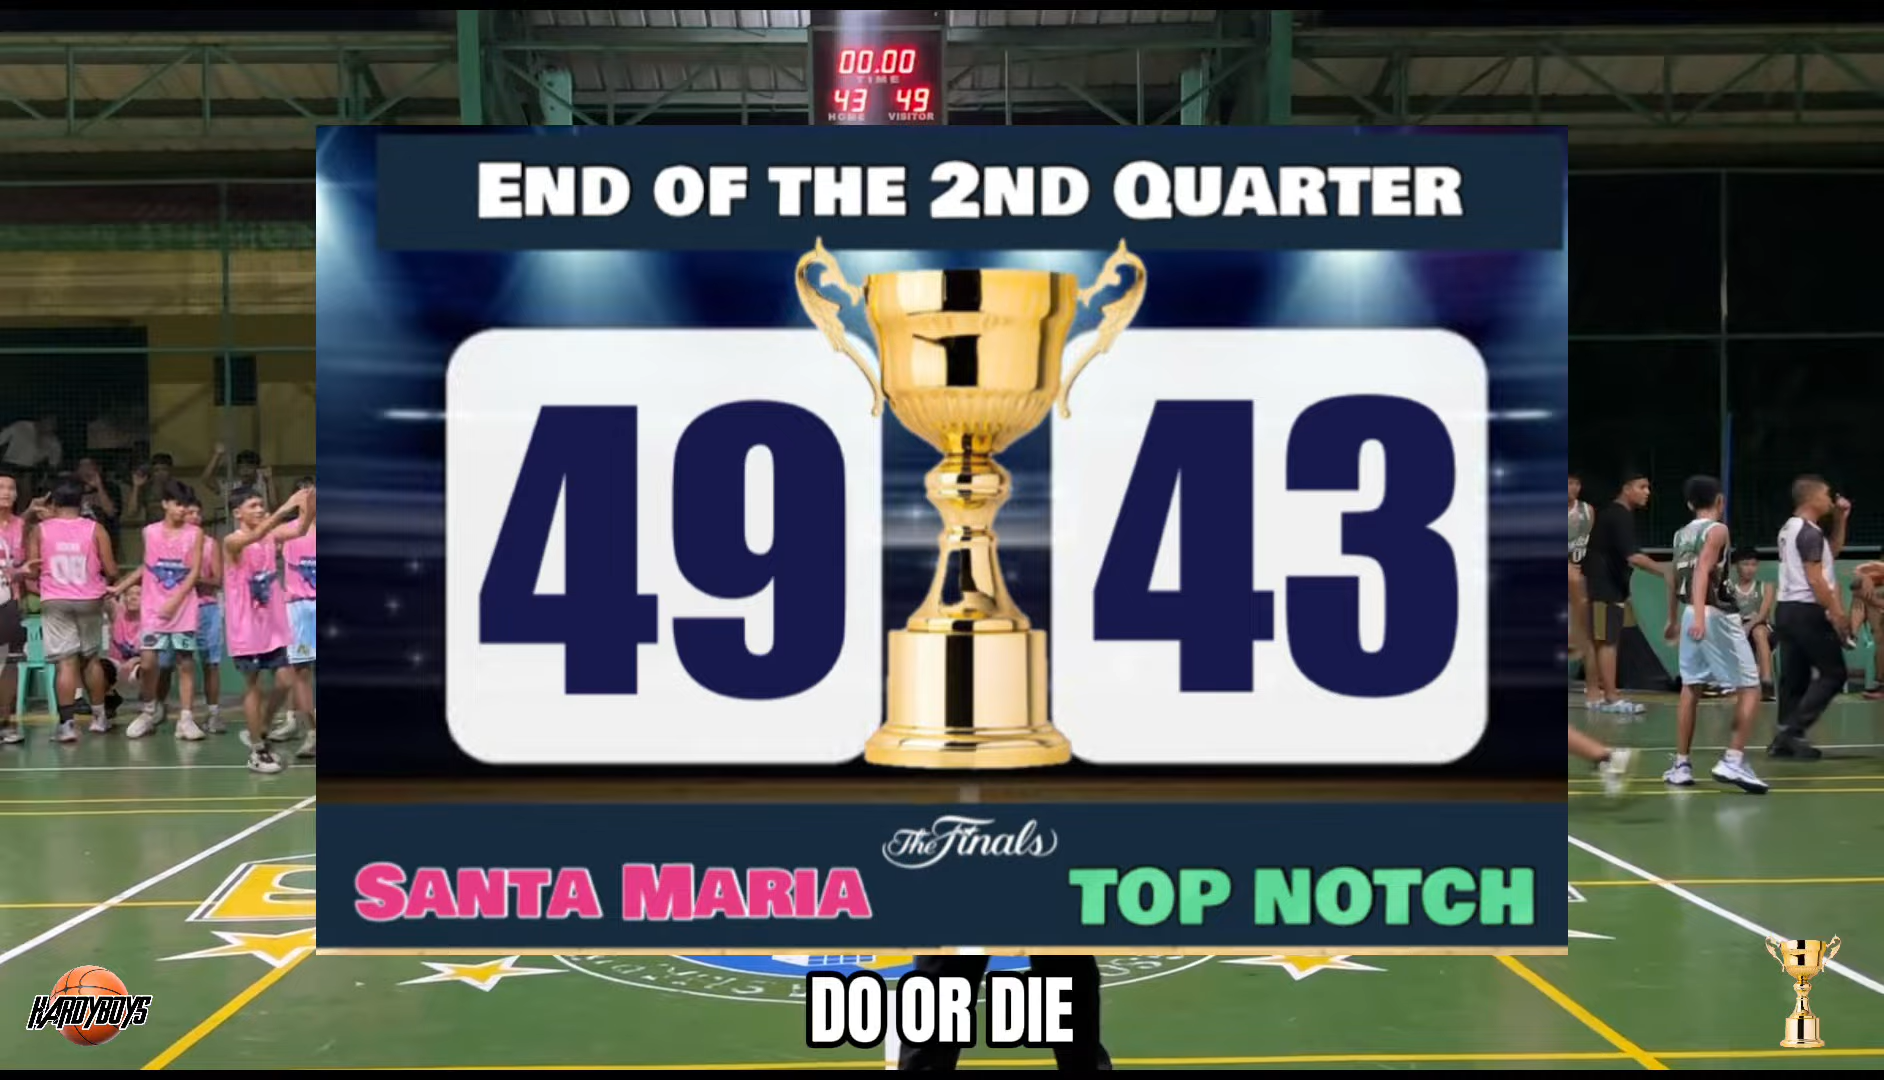 00.00
TIME
43 49
HOME VISITOR
END OF THE 2ND QUARTER
49 43
The Finals
SANTA MARIA TOP NOTCH
DO OR DIE
HARDYBOYS